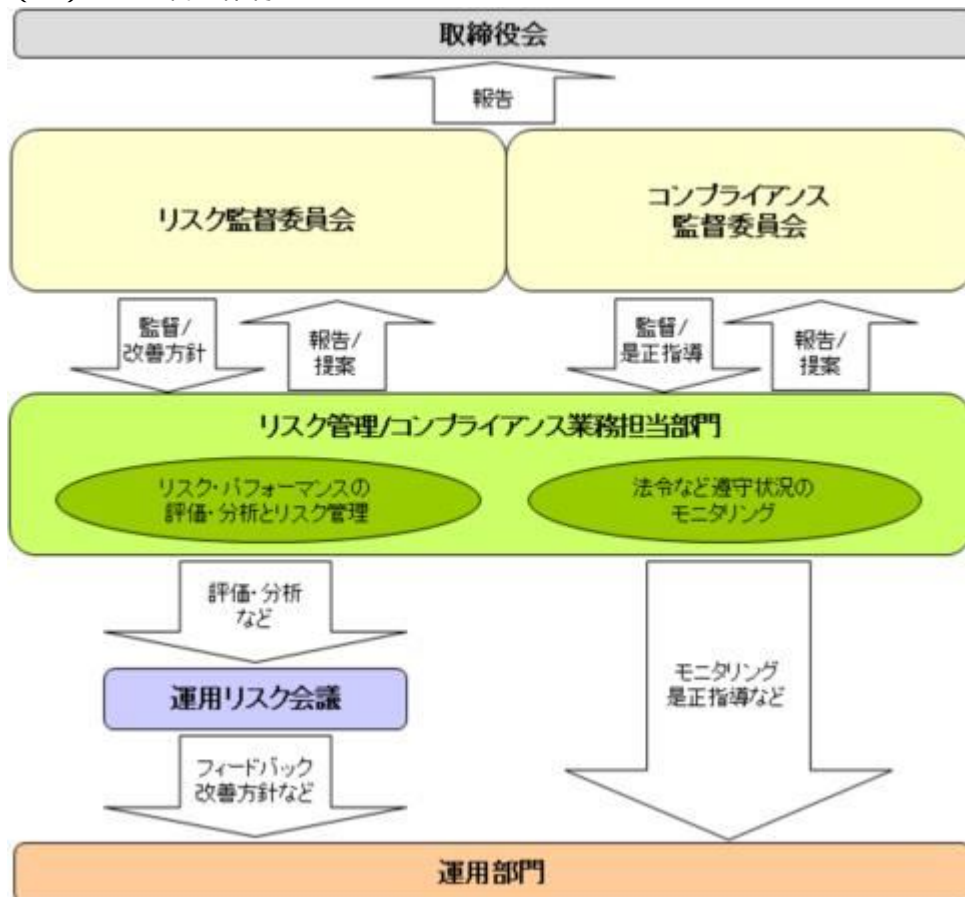 取締役会
報告
リスク監督委員会
コンプライアンス
監督委員会
監督/
改善方針
報告/
提案
監督/
是正指導
報告/
提案
リスク管理/コンプライアンス業務担当部門
リスク・パフォーマンスの
評価・分析とリスク管理
法令など遵守状況の
モニタリング
評価・分析
など
運用リスク会議
モニタリング
是正指導など
フィードバック
改善方針など
運用部門